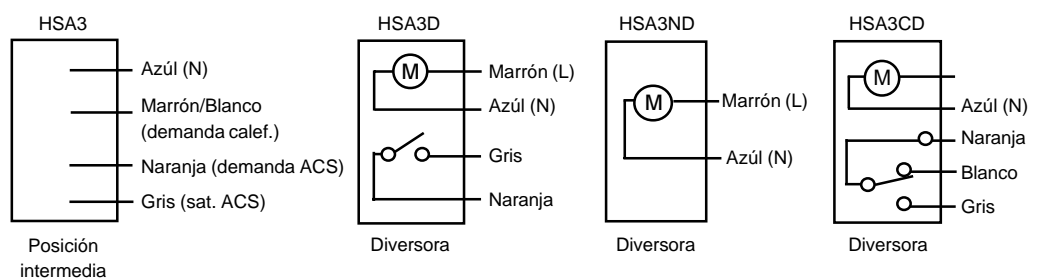 HSA3
Azúl (N)
Marrón/Blanco
(demanda calef.)
Naranja (demanda ACS)
Gris (sat. ACS)
Posición
intermedia
HSA3D
M
Marrón (L)
Azúl (N)
Gris
Naranja
Diversora
HSA3ND
M
Marrón (L)
Azúl (N)
Diversora
HSA3CD
M
Azúl (N)
Naranja
Blanco
Gris
Diversora